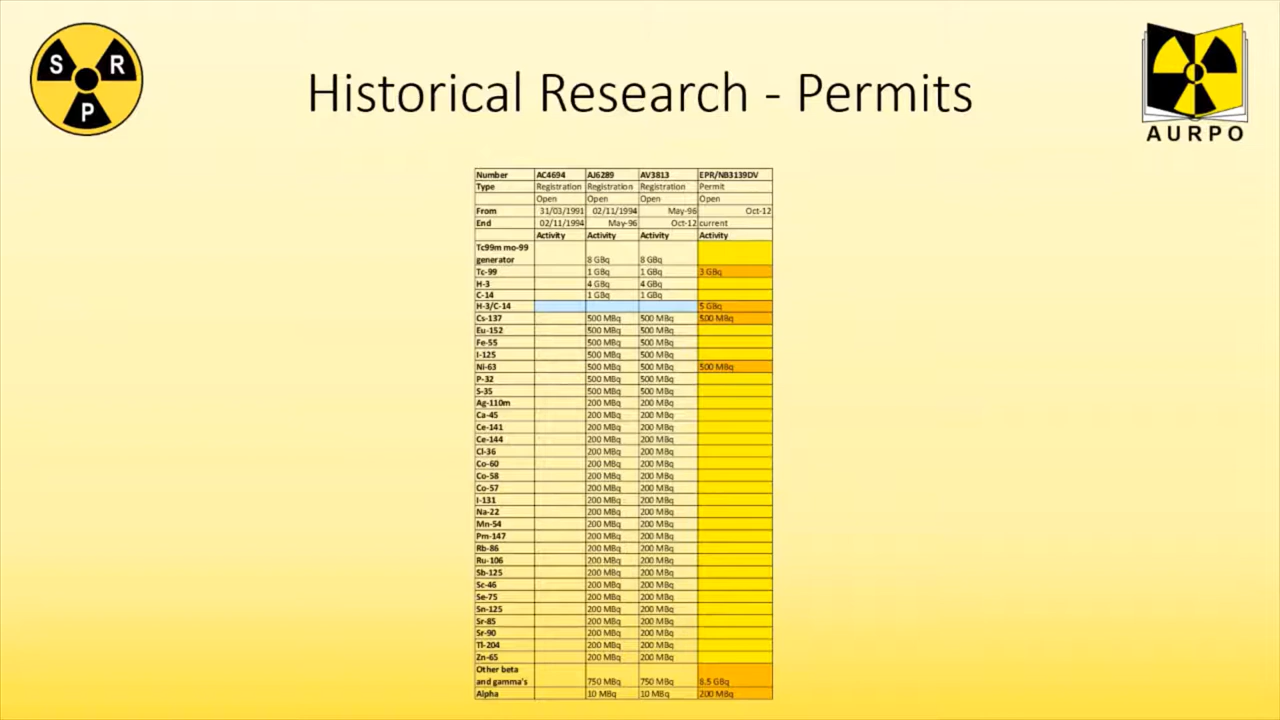 S R
P
AURPO
Historical Research - Permits
Number AC4694 AJ6289 AV3813 EPR/NB3139DV
Type Registration Registration Registration Permit
Open Open Open
From 31/03/1991 02/11/1994 May-96 Oct-12
End 02/11/1994 May-96 Oct-12 current
Activity Activity Activity Activity
Tc99m mo-99
generator 8 GBq 8 GBq
Tc-99 1 GBq 1 GBq 3 GBq
H-3 4 GBq 4 GBq
C-14 1 GBq 1 GBq
H-3/C-14 5 GBq
Cs-137 500 MBq 500 MBq 500 MBq
Eu-152 500 MBq 500 MBq
Fe-55 500 MBq 500 MBq
I-125 500 MBq 500 MBq
Ni-63 500 MBq 500 MBq 500 MBq
P-32 500 MBq 500 MBq
S-35 500 MBq 500 MBq
Ag-110m 200 MBq 200 MBq
Ca-45 200 MBq 200 MBq
Ce-141 200 MBq 200 MBq
Ce-144 200 MBq 200 MBq
Cl-36 200 MBq 200 MBq
Co-60 200 MBq 200 MBq
Co-58 200 MBq 200 MBq
Co-57 200 MBq 200 MBq
I-131 200 MBq 200 MBq
Na-22 200 MBq 200 MBq
Mn-54 200 MBq 200 MBq
Pm-147 200 MBq 200 MBq
Rb-86 200 MBq 200 MBq
Ru-106 200 MBq 200 MBq
Sb-125 200 MBq 200 MBq
Sc-46 200 MBq 200 MBq
Se-75 200 MBq 200 MBq
Sn-125 200 MBq 200 MBq
Sr-85 200 MBq 200 MBq
Sr-90 200 MBq 200 MBq
Tl-204 200 MBq 200 MBq
Zn-65 200 MBq 200 MBq
Other beta
and gamma's 750 MBq 750 MBq 8.5 GBq
Alpha 10 MBq 10 MBq 200 MBq